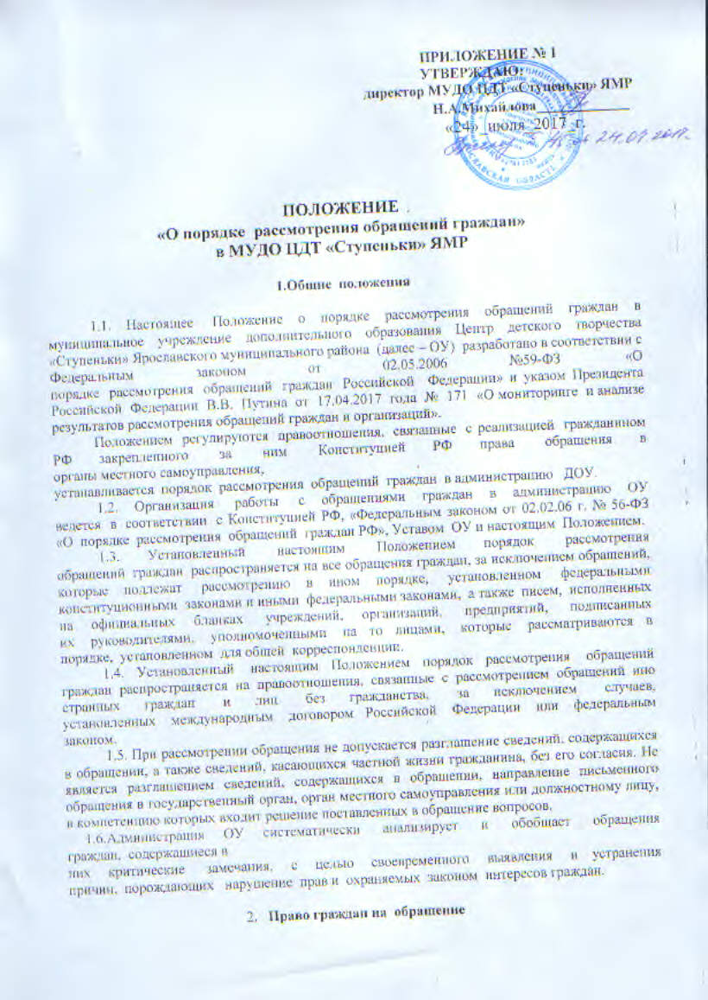 ПРИЛОЖЕНИЕ № 1
УТВЕРЖДАЮ:
директор МУДО ЦДТ «Ступеньки» ЯМР
Н.А.Михайлова
«24» июля 2017 г.
24.07.2017.
ПОЛОЖЕНИЕ
«О порядке рассмотрения обращений граждан»
в МУДО ЦДТ «Ступеньки» ЯМР
1.Общие положения
1.1. Настоящее Положение о порядке рассмотрения обращений граждан в
муниципальное учреждение дополнительного образования Центр детского творчества
«Ступеньки» Ярославского муниципального района (далее – ОУ) разработано в соответствии с
Федеральным законом от 02.05.2006 №59-ФЗ «О
порядке рассмотрения обращений граждан Российской Федерации» и указом Президента
Российской Федерации В.В. Путина от 17.04.2017 года № 171 «О мониторинге и анализе
результатов рассмотрения обращений граждан и организаций».
Положением регулируются правоотношения, связанные с реализацией гражданином
РФ закрепленного за ним Конституцией РФ права обращения в
органы местного самоуправления,
устанавливается порядок рассмотрения обращений граждан в администрацию ДОУ.
1.2. Организация работы с обращениями граждан в администрацию ОУ
ведется в соответствии с Конституцией РФ, «Федеральным законом от 02.02.06 г. № 56-ФЗ
«О порядке рассмотрения обращений граждан РФ», Уставом ОУ и настоящим Положением.
1.3. Установленный настоящим Положением порядок рассмотрения
обращений граждан распространяется на все обращения граждан, за исключением обращений,
которые подлежат рассмотрению в ином порядке, установленном федеральными
конституционными законами и иными федеральными законами, а также писем, исполненных
на официальных бланках учреждений, организаций, предприятий, подписанных
их руководителями, уполномоченными на то лицами, которые рассматриваются в
порядке, установленном для общей корреспонденции.
1.4. Установленный настоящим Положением порядок рассмотрения обращений
граждан распространяется на правоотношения, связанные с рассмотрением обращений ино
странных граждан и лиц без гражданства, за исключением случаев,
установленных международным договором Российской Федерации или федеральным
законом.
1.5. При рассмотрении обращения не допускается разглашение сведений, содержащихся
в обращении, а также сведений, касающихся частной жизни гражданина, без его согласия. Не
является разглашением сведений, содержащихся в обращении, направление письменного
обращения в государственный орган, орган местного самоуправления или должностному лицу,
в компетенцию которых входит решение поставленных в обращение вопросов.
1.6.Администрация ОУ систематически анализирует и обобщает обращения
граждан, содержащиеся в
них критические замечания, с целью своевременного выявления и устранения
причин, порождающих нарушение прав и охраняемых законом интересов граждан.
2. Право граждан на обращение